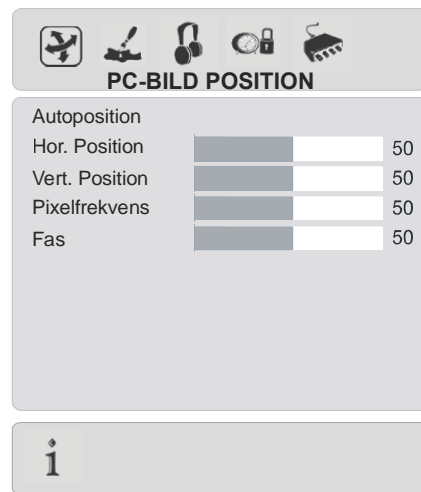 PC-BILD POSITION
Autoposition
Hor. Position 50
Vert. Position 50
Pixelfrekvens 50
Fas 50
i